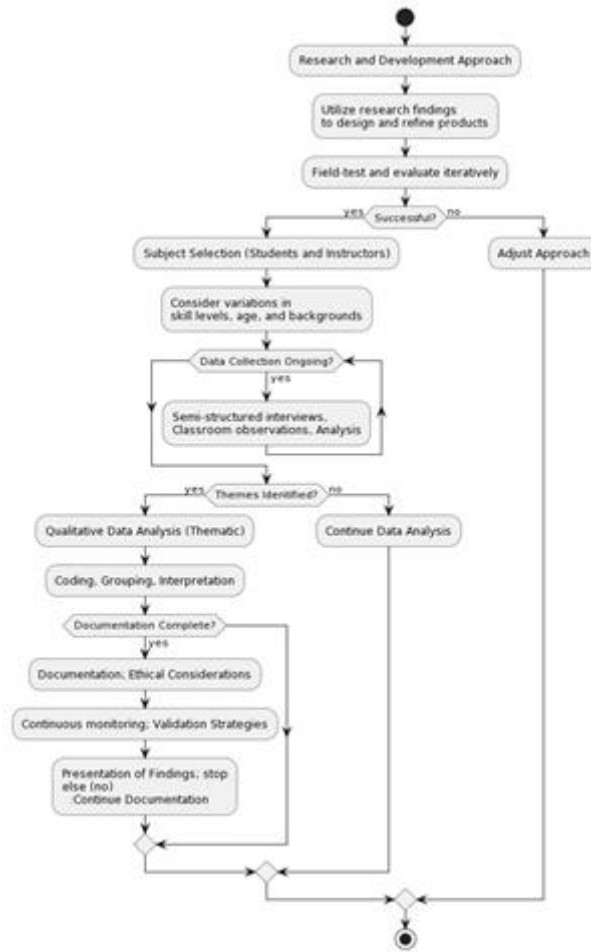 Research and Development Approach
Utilize research findings
to design and refine products
Field-test and evaluate iteratively
yes
Successful?
no
Subject Selection (Students and Instructors)
Adjust Approach
Consider variations in
skill levels, age, and backgrounds
Data Collection Ongoing?
yes
Semi-structured interviews,
Classroom observations, Analysis
yes
Themes Identified?
no
Qualitative Data Analysis (Thematic)
Continue Data Analysis
Coding, Grouping, Interpretation
Documentation Complete?
yes
Documentation; Ethical Considerations
Continuous monitoring; Validation Strategies
Presentation of Findings; stop
else (no)
:Continue Documentation